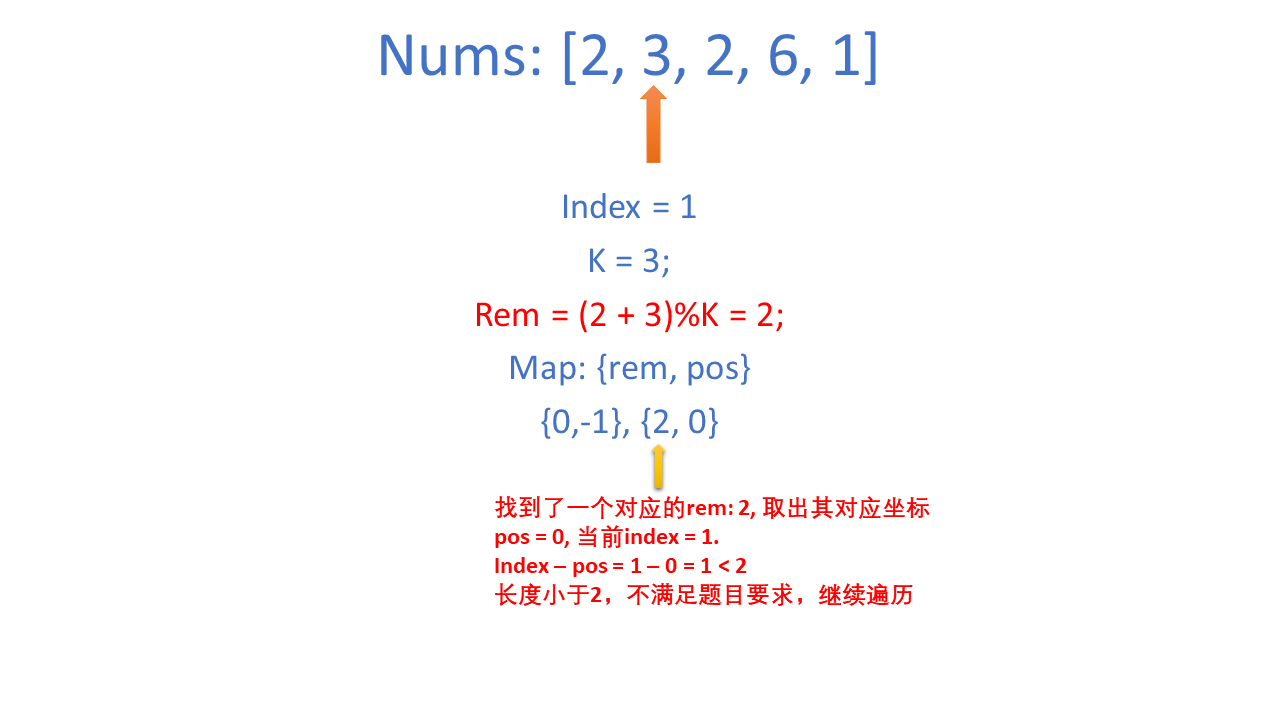 Nums: [2, 3, 2, 6, 1]
Index = 1
K = 3;
Rem = (2 + 3)%K = 2;
Map: {rem, pos}
{0,-1}, {2, 0}
找到了一个对应的rem: 2, 取出其对应坐标
pos = 0, 当前index = 1.
Index – pos = 1 – 0 = 1 < 2
长度小于2，不满足题目要求，继续遍历